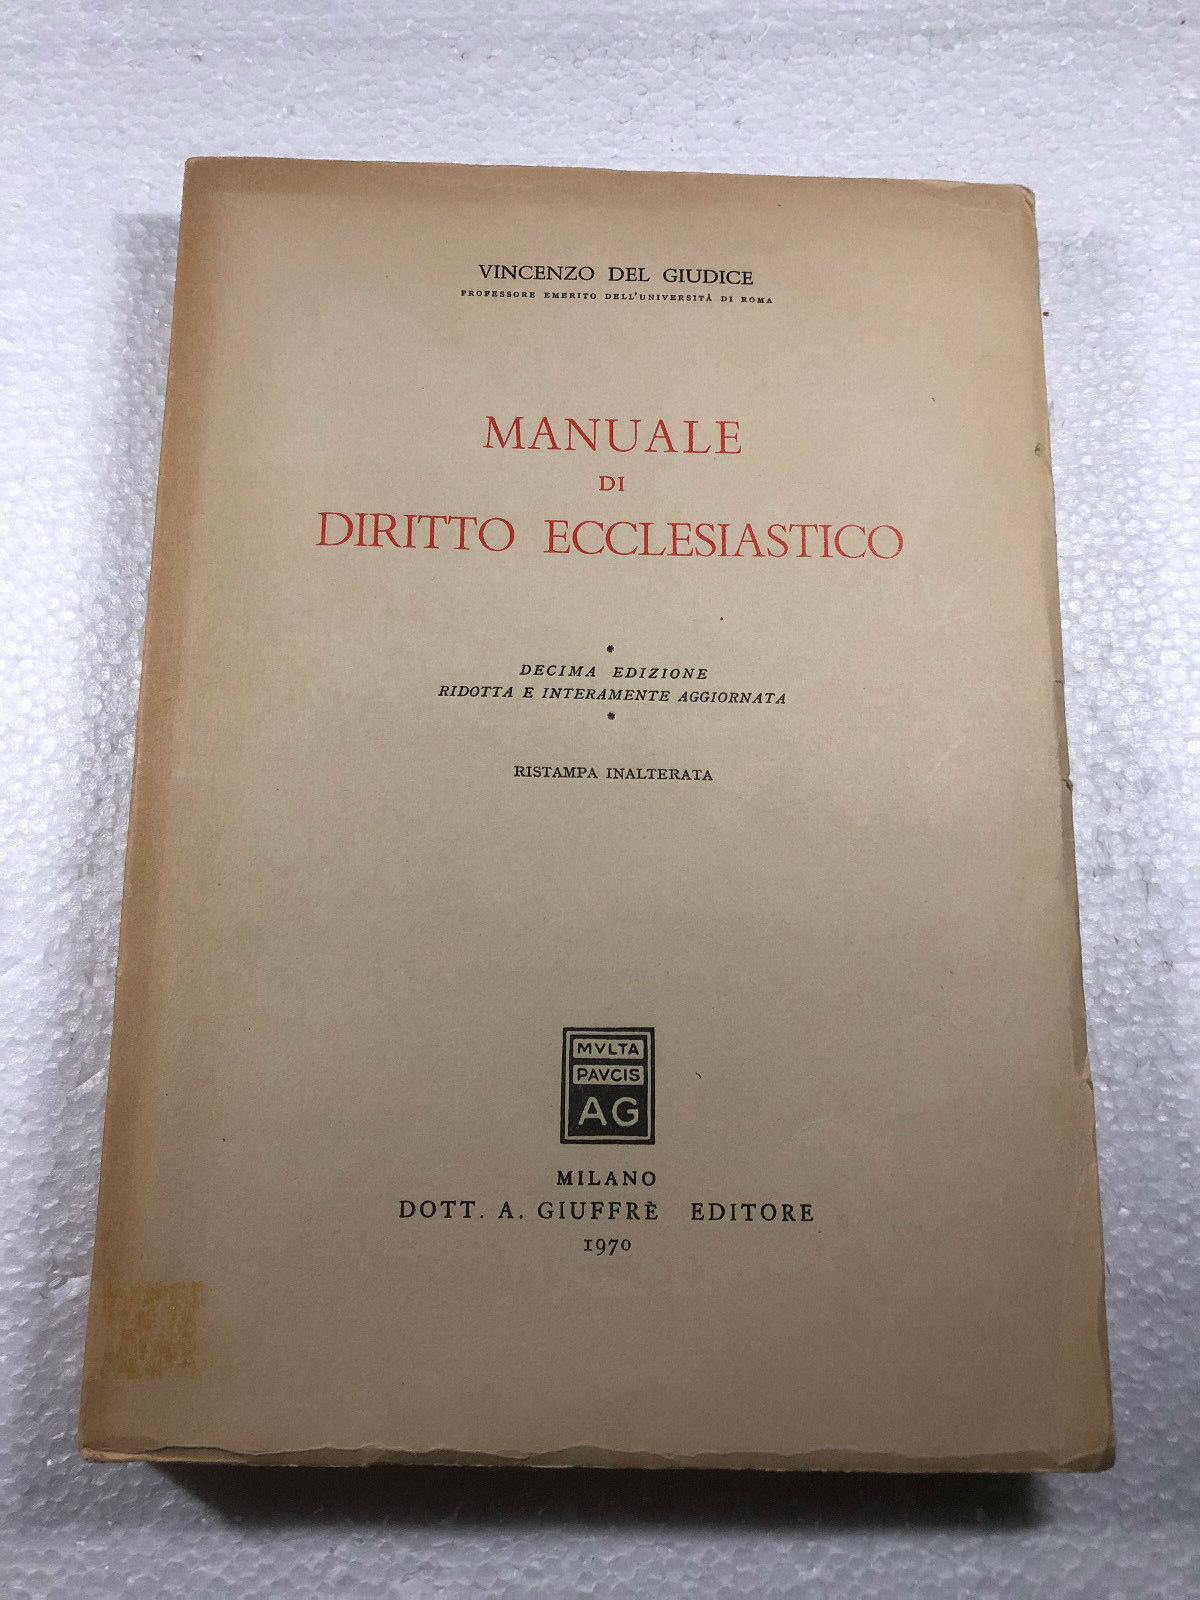 VINCENZO DEL GIUDICE
PROFESSORE EMERITO DELL'UNIVERSITÀ DI ROMA
MANUALE
DI
DIRITTO ECCLESIASTICO
*
DECIMA EDIZIONE
RIDOTTA E INTERAMENTE AGGIORNATA
*
RISTAMPA INALTERATA
MVLTA
PAVCIS
AG
MILANO
DOTT. A. GIUFFRÈ EDITORE
1970